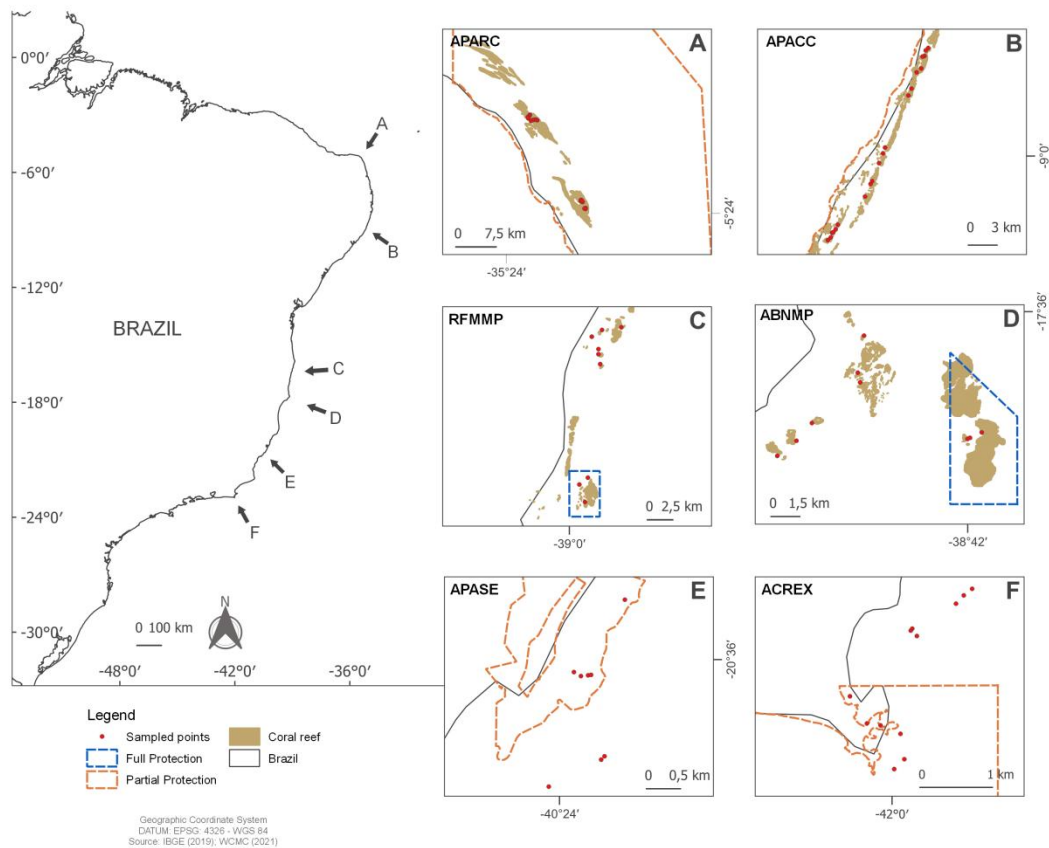 0°0'
-6°0'
-12°0'
-18°0'
-24°0'
-30°0'
A
B
C
D
E
F
BRAZIL
N
0 100 km
-48°0'
-42°0'
-36°0'
APARC
A
0 7,5 km
-35°24'
-5°24'
APACC
B
0 3 km
-9°0'
RFMMP
C
0 2,5 km
-39°0'
ABNMP
D
0 1,5 km
-17°36'
-38°42'
APASE
E
0 0,5 km
-20°36'
-40°24'
ACREX
F
0 1 km
-42°0'
Legend
Sampled points
Coral reef
Full Protection
Brazil
Partial Protection
Geographic Coordinate System
DATUM: EPSG: 4326 - WGS 84
Source: IBGE (2019); WCMC (2021)